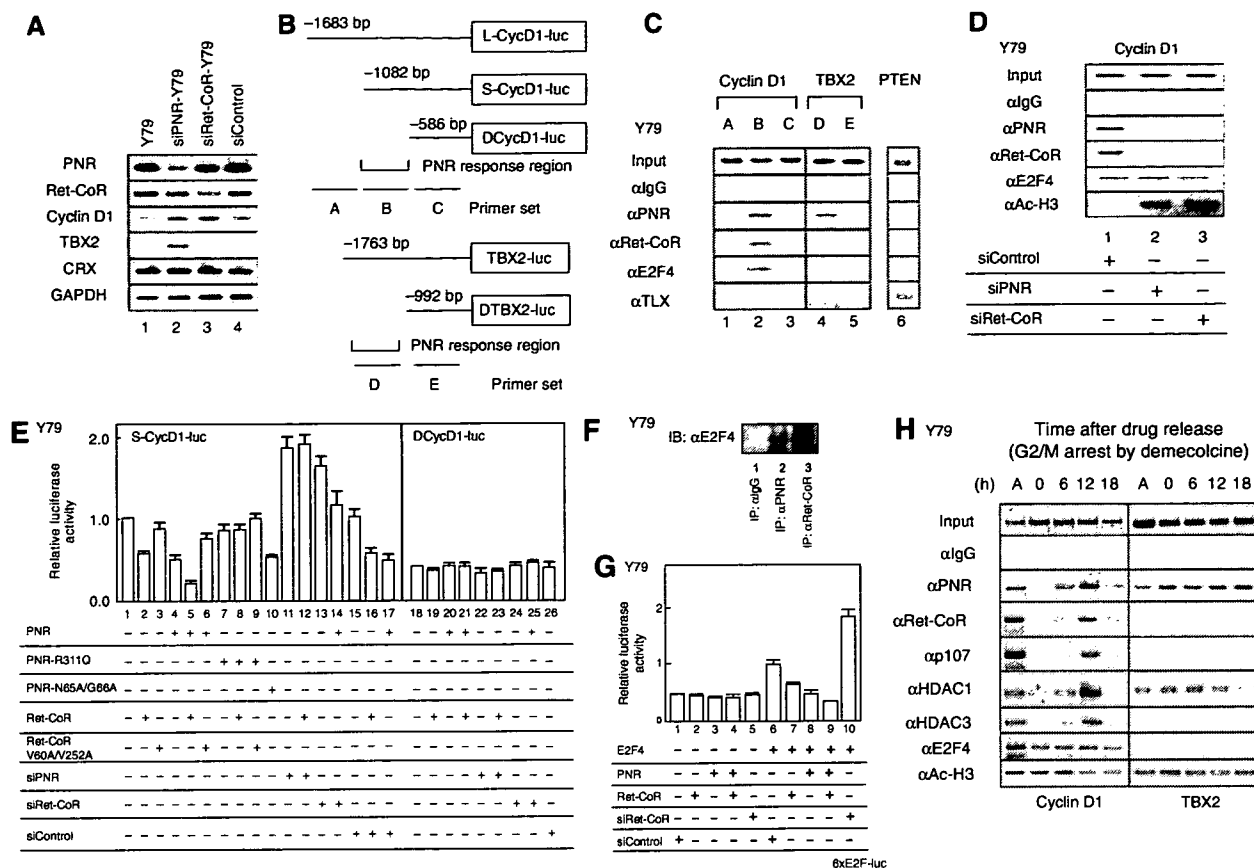 A
Y79
siPNR-Y79
siRet-CoR-Y79
siControl
PNR
Ret-CoR
Cyclin D1
TBX2
CRX
GAPDH
1 2 3 4
B
−1683 bp
L-CycD1-luc
−1082 bp
S-CycD1-luc
−586 bp
DCycD1-luc
PNR response region
A B C Primer set
−1763 bp
TBX2-luc
−992 bp
DTBX2-luc
PNR response region
D E Primer set
C
Cyclin D1 TBX2 PTEN
Y79 A B C D E
Input
αIgG
αPNR
αRet-CoR
αE2F4
αTLX
1 2 3 4 5 6
D
Y79 Cyclin D1
Input
αIgG
αPNR
αRet-CoR
αE2F4
αAc-H3
1 2 3
siControl + − −
siPNR − + −
siRet-CoR − − +
E Y79
S-CycD1-luc DCycD1-luc
Relative luciferase activity
2.0
1.0
0.0
1 2 3 4 5 6 7 8 9 10 11 12 13 14 15 16 17 18 19 20 21 22 23 24 25 26
PNR − − − + + + − − − − − − − + − − + − − + + − − − + −
PNR-R311Q − − − − − − + + + − − − − − − − − − − − − − − − − −
PNR-N65A/G86A − − − − − − − − − + − − − − − − − − − − − − − − − −
Ret-CoR − + − − + − − + − − − + − − − + − − + − + − + − − −
Ret-CoR V60A/V252A − − + − − + − − + − − − − − − − − − − − − − − − − −
siPNR − − − − − − − − − − + + − − − − − − − − − + + − − −
siRet-CoR − − − − − − − − − − − − + + − − − − − − − − − + + −
siControl − − − − − − − − − − − − − − + + + − − − − − − − − +
F Y79
IB: αE2F4
1 2 3
IP: αIgG
IP: αPNR
IP: αRet-CoR
G Y79
Relative luciferase activity
2
1
0
1 2 3 4 5 6 7 8 9 10
E2F4 − − − − − + + + + +
PNR − − + + − − − + + −
Ret-CoR − + − + − − + − + −
siRet-CoR − − − − + − − − − +
siControl + − − − − + − − − −
6xE2F-luc
H Y79
Time after drug release
(G2/M arrest by demecolcine)
(h) A 0 6 12 18 A 0 6 12 18
Input
αIgG
αPNR
αRet-CoR
αp107
αHDAC1
αHDAC3
αE2F4
αAc-H3
Cyclin D1 TBX2